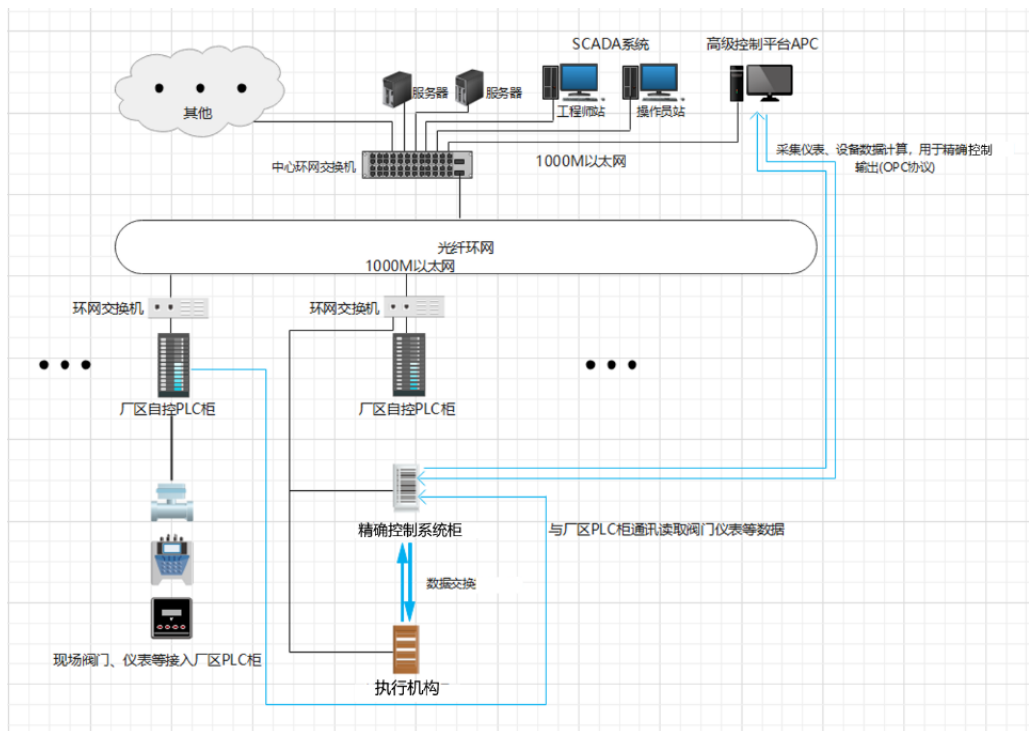 SCADA系统
高级控制平台APC
其他
服务器
服务器
工程师站
操作员站
中心环网交换机
1000M以太网
采集仪表、设备数据计算，用于精确控制
输出(OPC协议)
光纤环网
1000M以太网
环网交换机
环网交换机
厂区自控PLC柜
厂区自控PLC柜
精确控制系统柜
与厂区PLC柜通讯读取阀门仪表等数据
数据交换
现场阀门、仪表等接入厂区PLC柜
执行机构